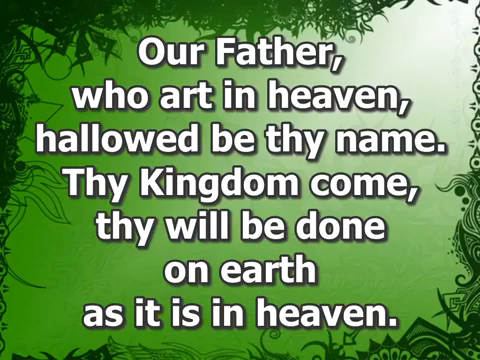 Our Father,
who art in heaven,
hallowed be thy name.
Thy Kingdom come,
thy will be done
on earth
as it is in heaven.